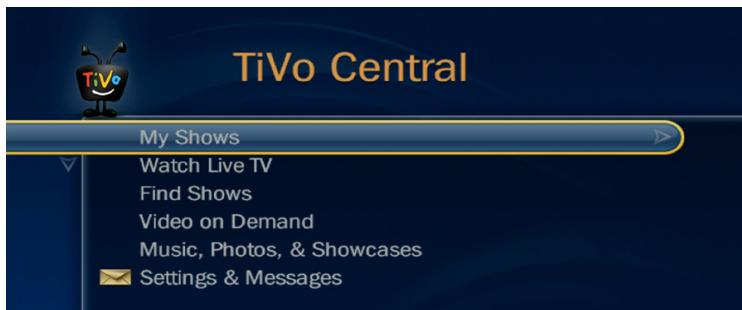 TiVo
TiVo Central
My Shows
Watch Live TV
Find Shows
Video on Demand
Music, Photos, & Showcases
Settings & Messages